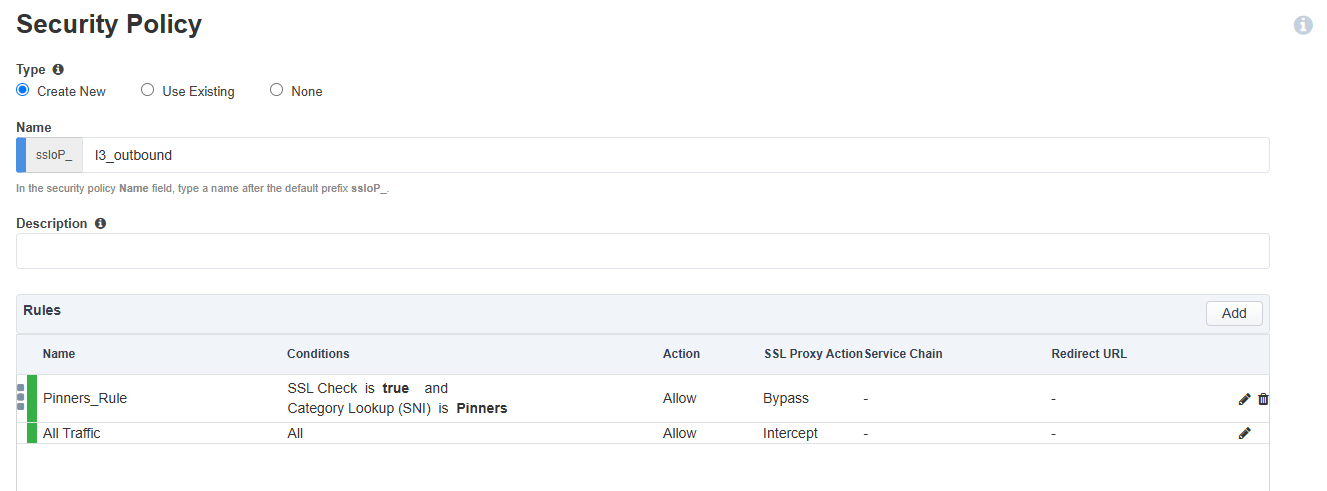 Security Policy
Type
Create New Use Existing None
Name
ssloP_ l3_outbound
In the security policy Name field, type a name after the default prefix ssloP_.
Description
Rules Add
Name Conditions Action SSL Proxy Action Service Chain Redirect URL
Pinners_Rule SSL Check is true and Allow Bypass - -
Category Lookup (SNI) is Pinners
All Traffic All Allow Intercept - -